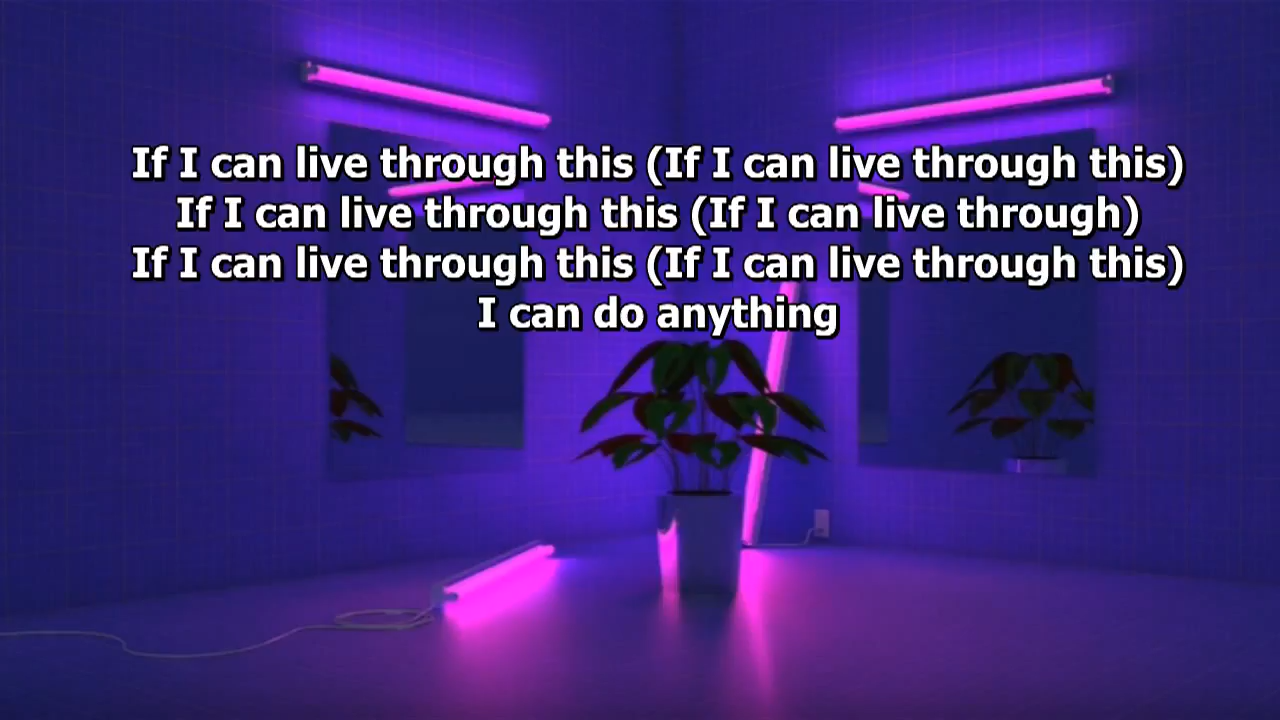 If I can live through this (If I can live through this)
If I can live through this (If I can live through)
If I can live through this (If I can live through this)
I can do anything